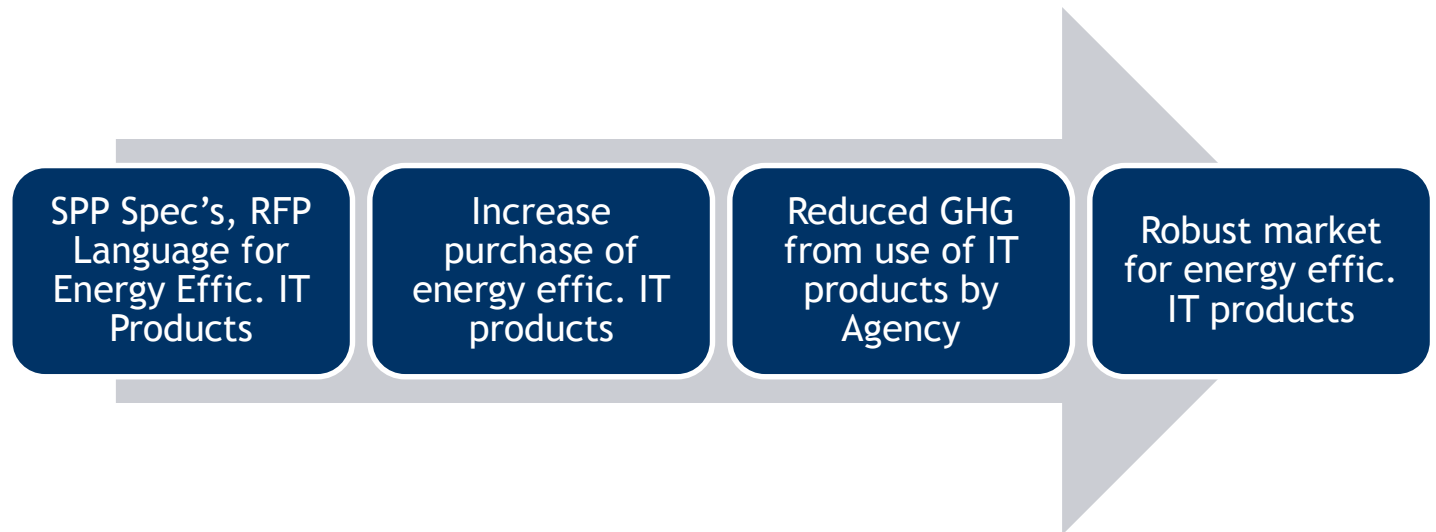 SPP Spec’s, RFP
Language for
Energy Effic. IT
Products
Increase
purchase of
energy effic. IT
products
Reduced GHG
from use of IT
products by
Agency
Robust market
for energy effic.
IT products